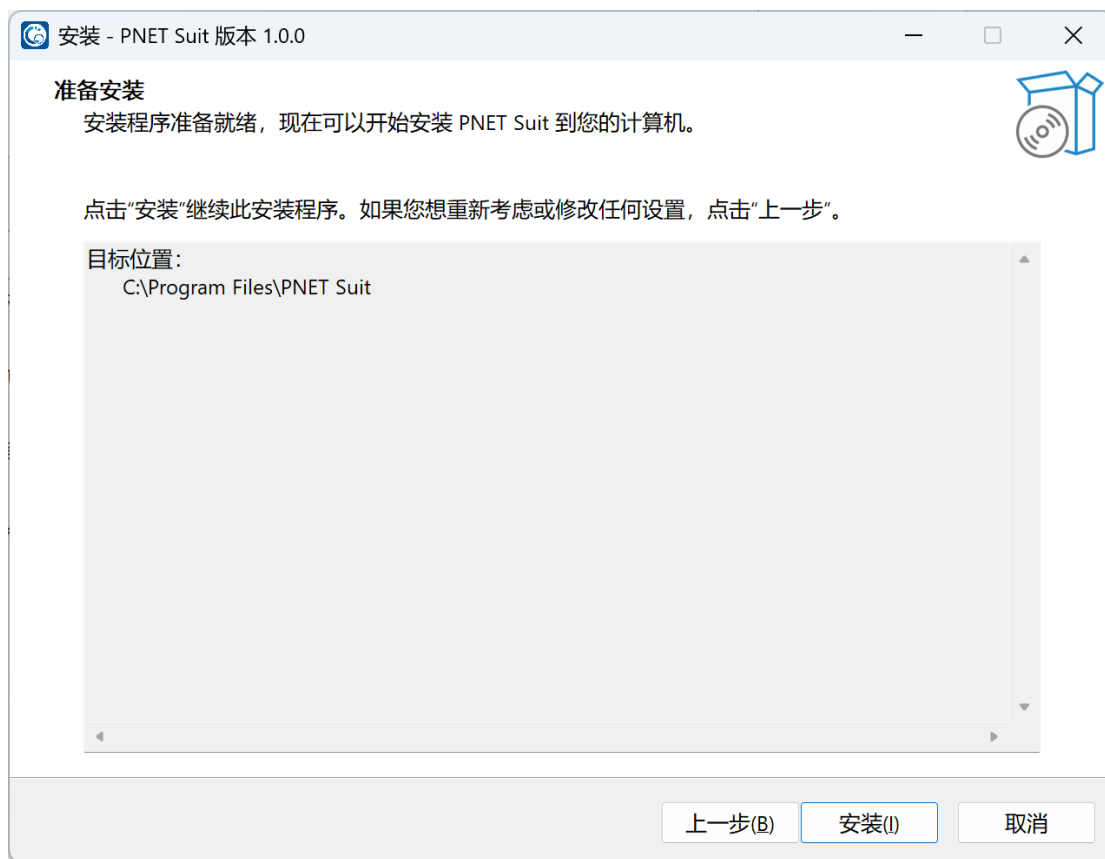 安装 - PNET Suit 版本 1.0.0
准备安装
安装程序准备就绪，现在可以开始安装 PNET Suit 到您的计算机。
点击“安装”继续此安装程序。如果您想重新考虑或修改任何设置，点击“上一步”。
目标位置：
C:\Program Files\PNET Suit
上一步(B) 安装(I) 取消